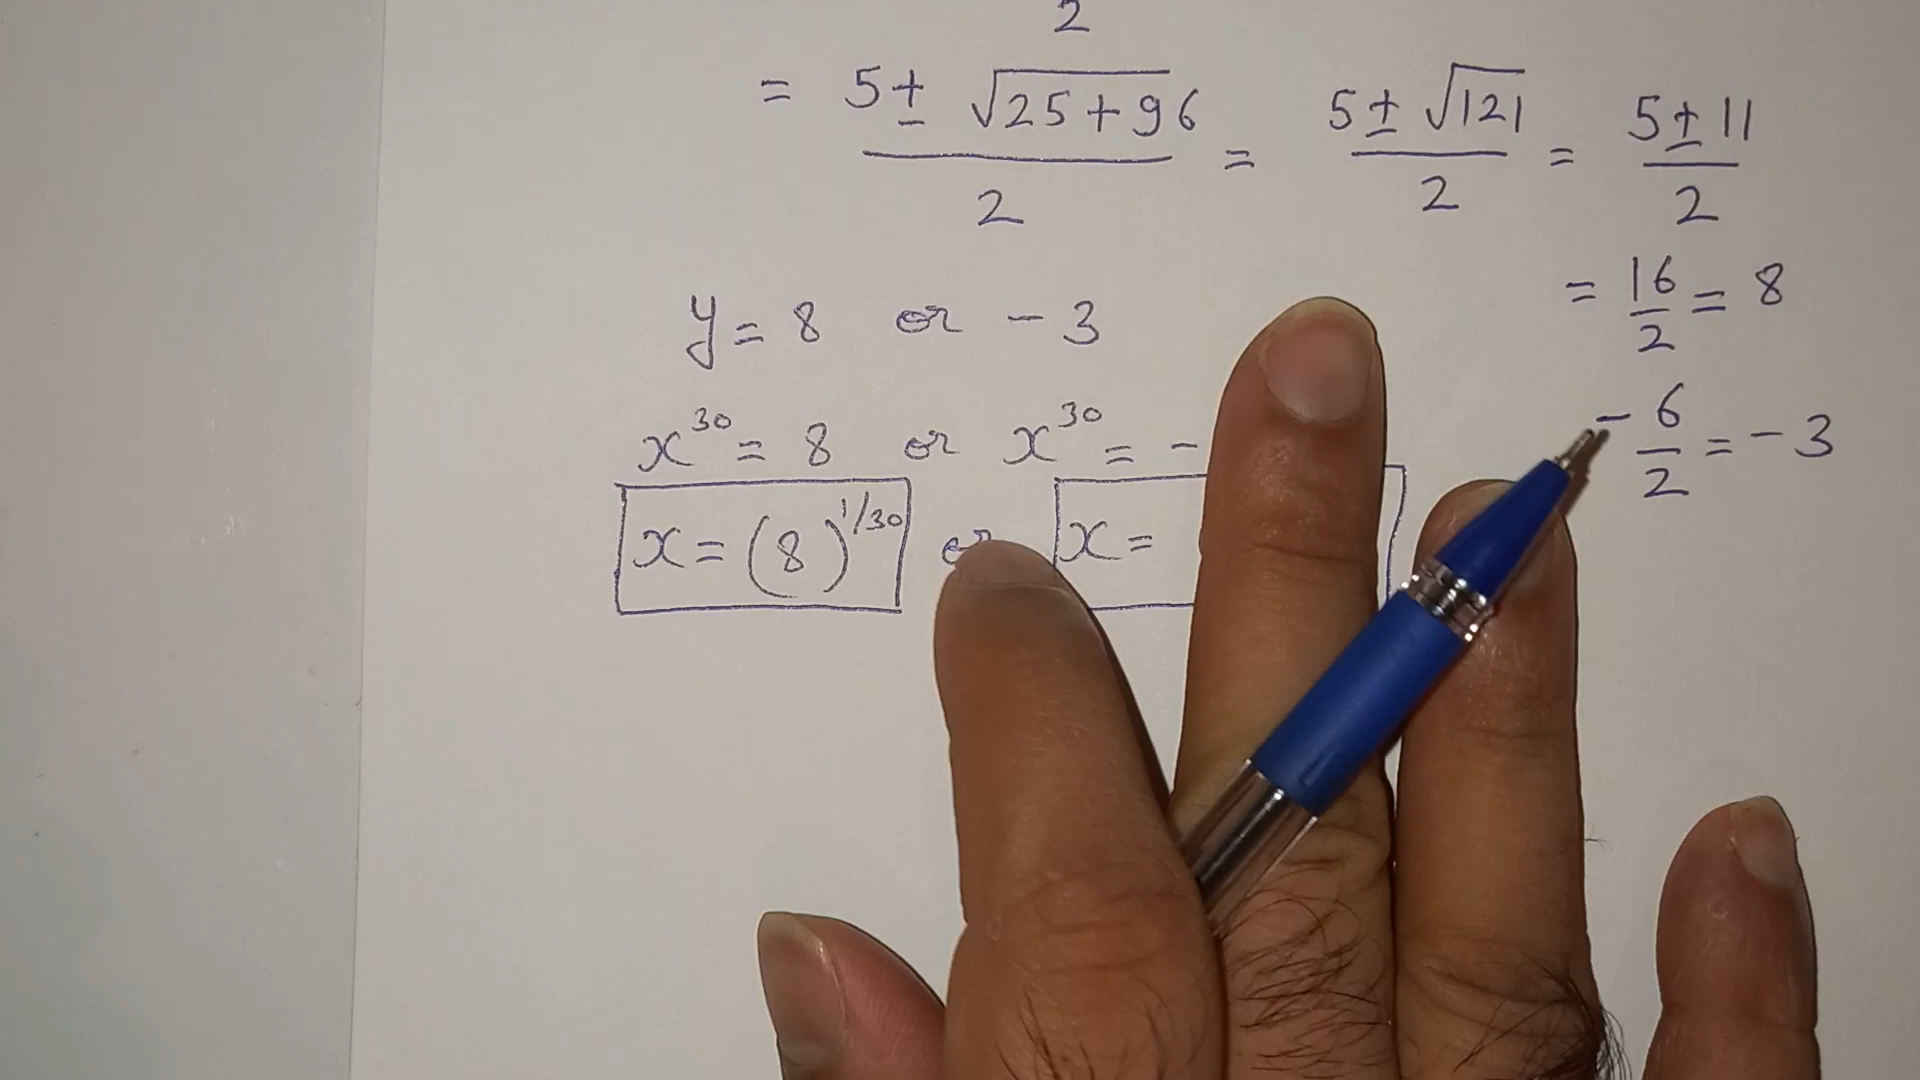 2
= 5 ± √25 + 96 / 2 = 5 ± √121 / 2 = 5 ± 11 / 2
= 16/2 = 8
y = 8 or - 3
- 6/2 = - 3
x^30 = 8 or x^30 = -
x = (8)^1/30 or x =